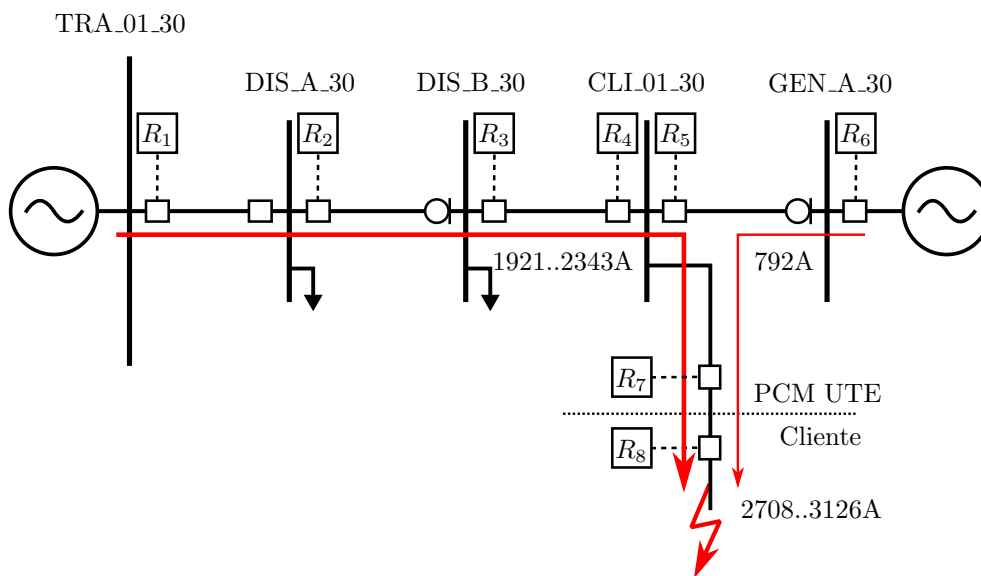 TRA_01_30
DIS_A_30
DIS_B_30
CLI_01_30
GEN_A_30
R1
R2
R3
R4
R5
R6
1921..2343A
792A
R7
PCM UTE
R8
Cliente
2708..3126A